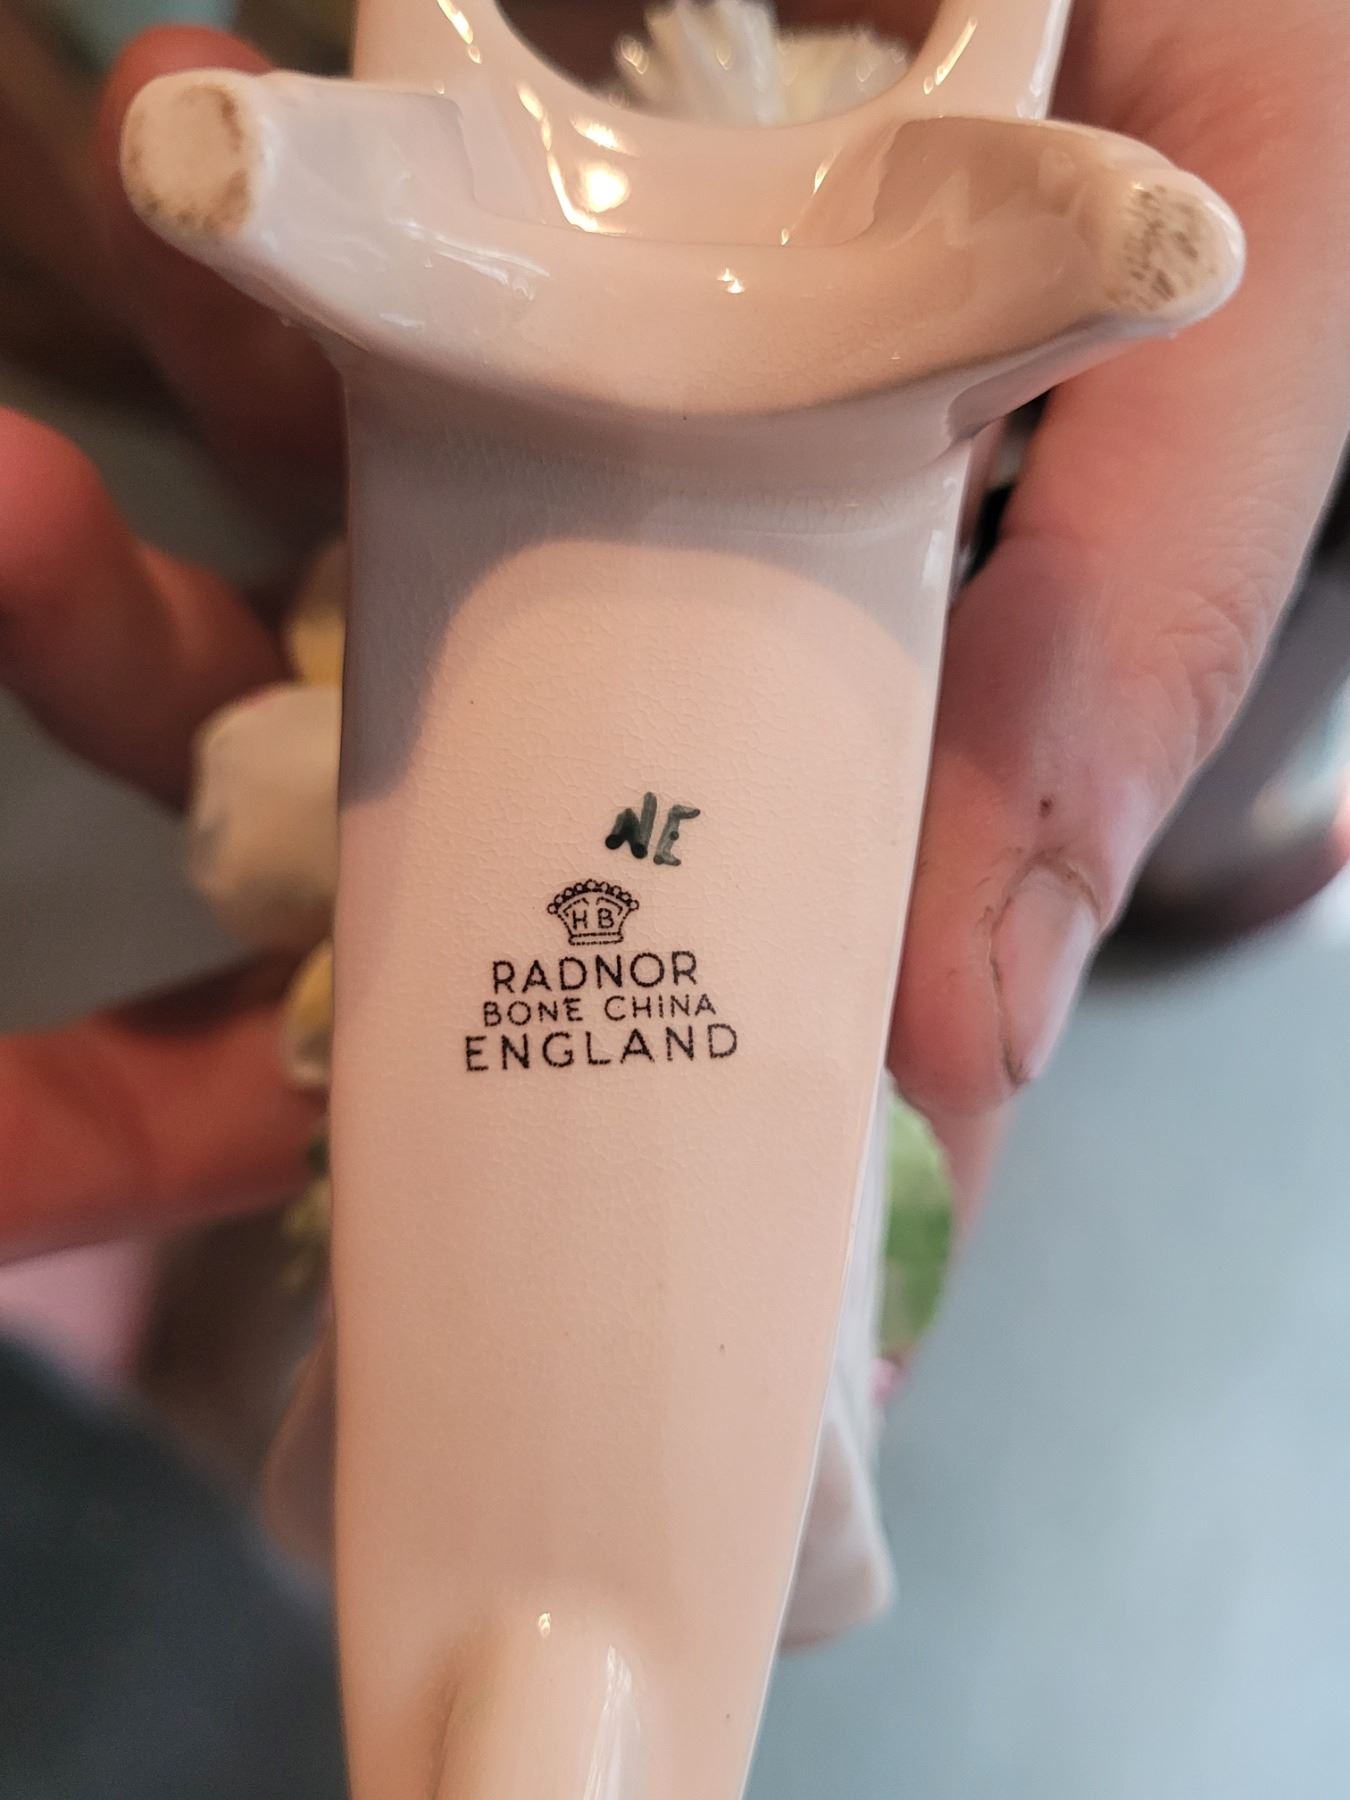 NE
HB
RADNOR
BONE CHINA
ENGLAND